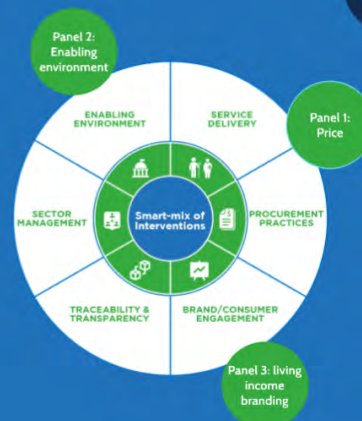 Panel 2:
Enabling
environment
ENABLING
ENVIRONMENT
SERVICE
DELIVERY
Panel 1:
Price
SECTOR
MANAGEMENT
Smart-mix of
Interventions
PROCUREMENT
PRACTICES
TRACEABILITY &
TRANSPARENCY
BRAND/CONSUMER
ENGAGEMENT
Panel 3: living
income
branding